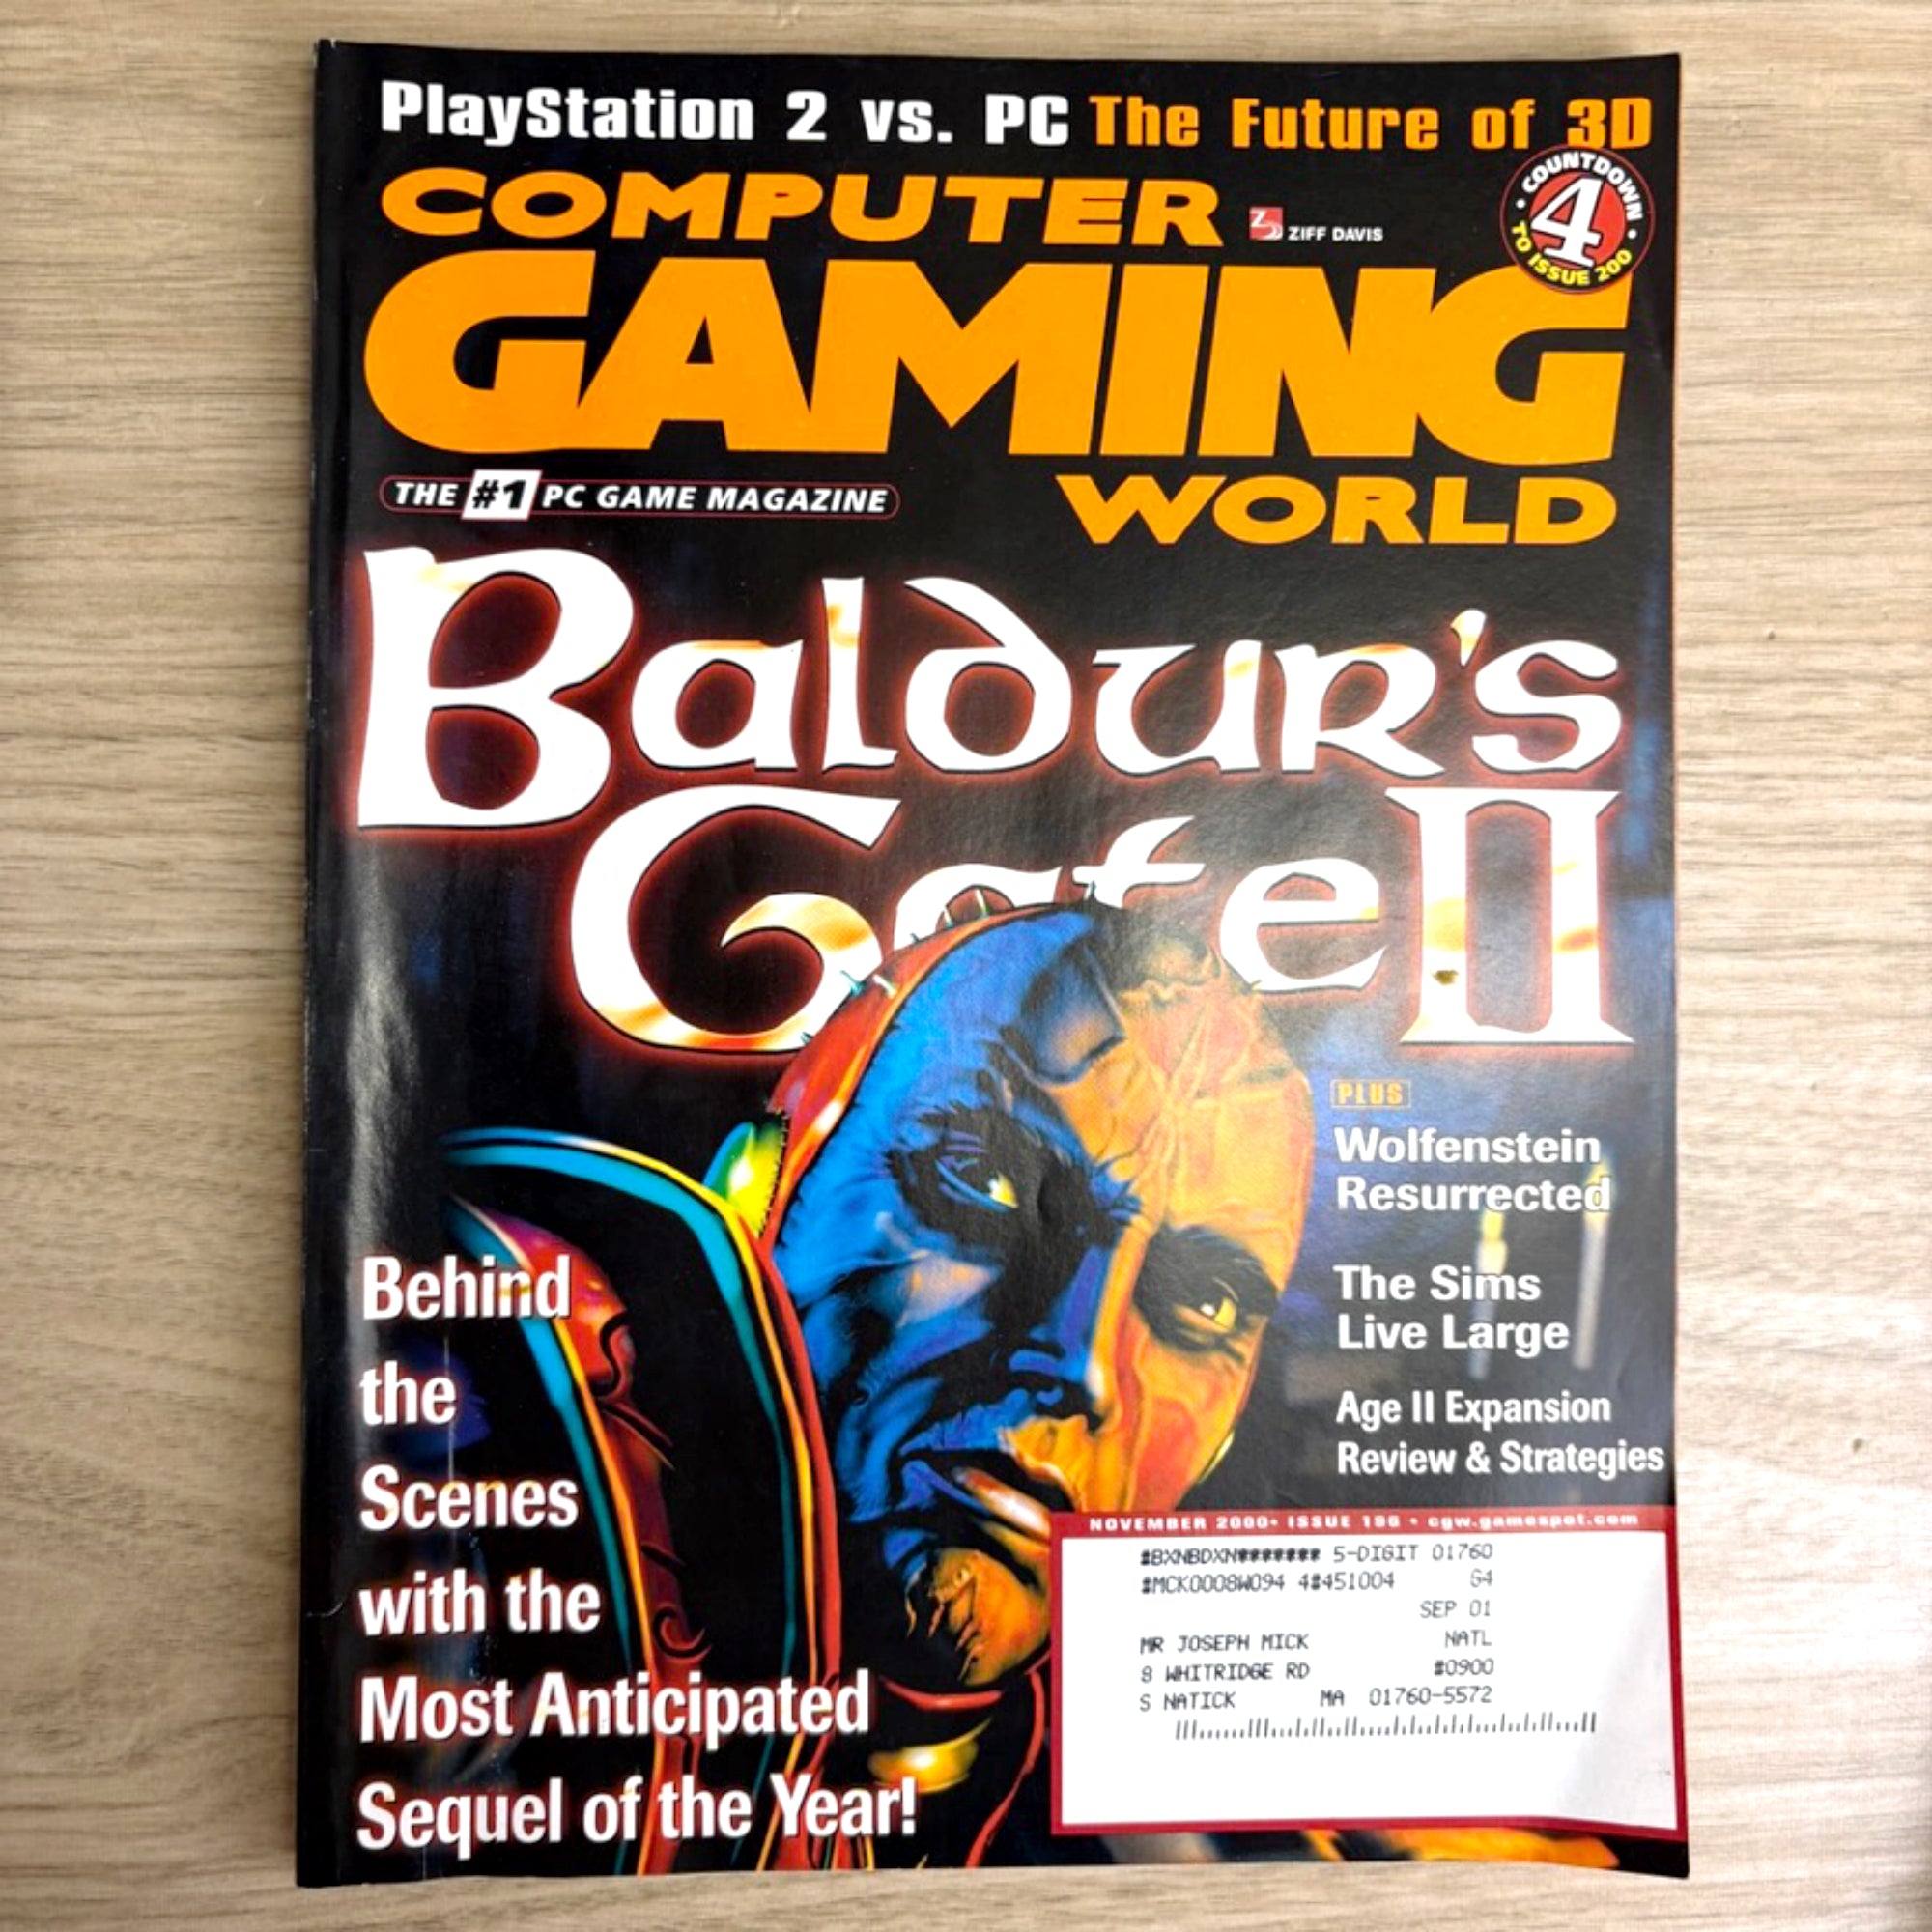 PlayStation 2 vs. PC The Future of 3D
COMPUTER
ZD ZIFF DAVIS
COUNTDOWN
4
TO ISSUE 200
GAMING
THE #1 PC GAME MAGAZINE
WORLD
Baldur's
Gate II
PLUS
Wolfenstein
Resurrected
The Sims
Live Large
Age II Expansion
Review & Strategies
Behind
the
Scenes
with the
Most Anticipated
Sequel of the Year!
NOVEMBER 2000 • ISSUE 196 • cgw.gamespot.com
#BXNBDXN******* 5-DIGIT 01760
#MCK0008W094 4#451004 G4
SEP 01
MR JOSEPH MICK NATL
8 WHITRIDGE RD #0900
S NATICK MA 01760-5572